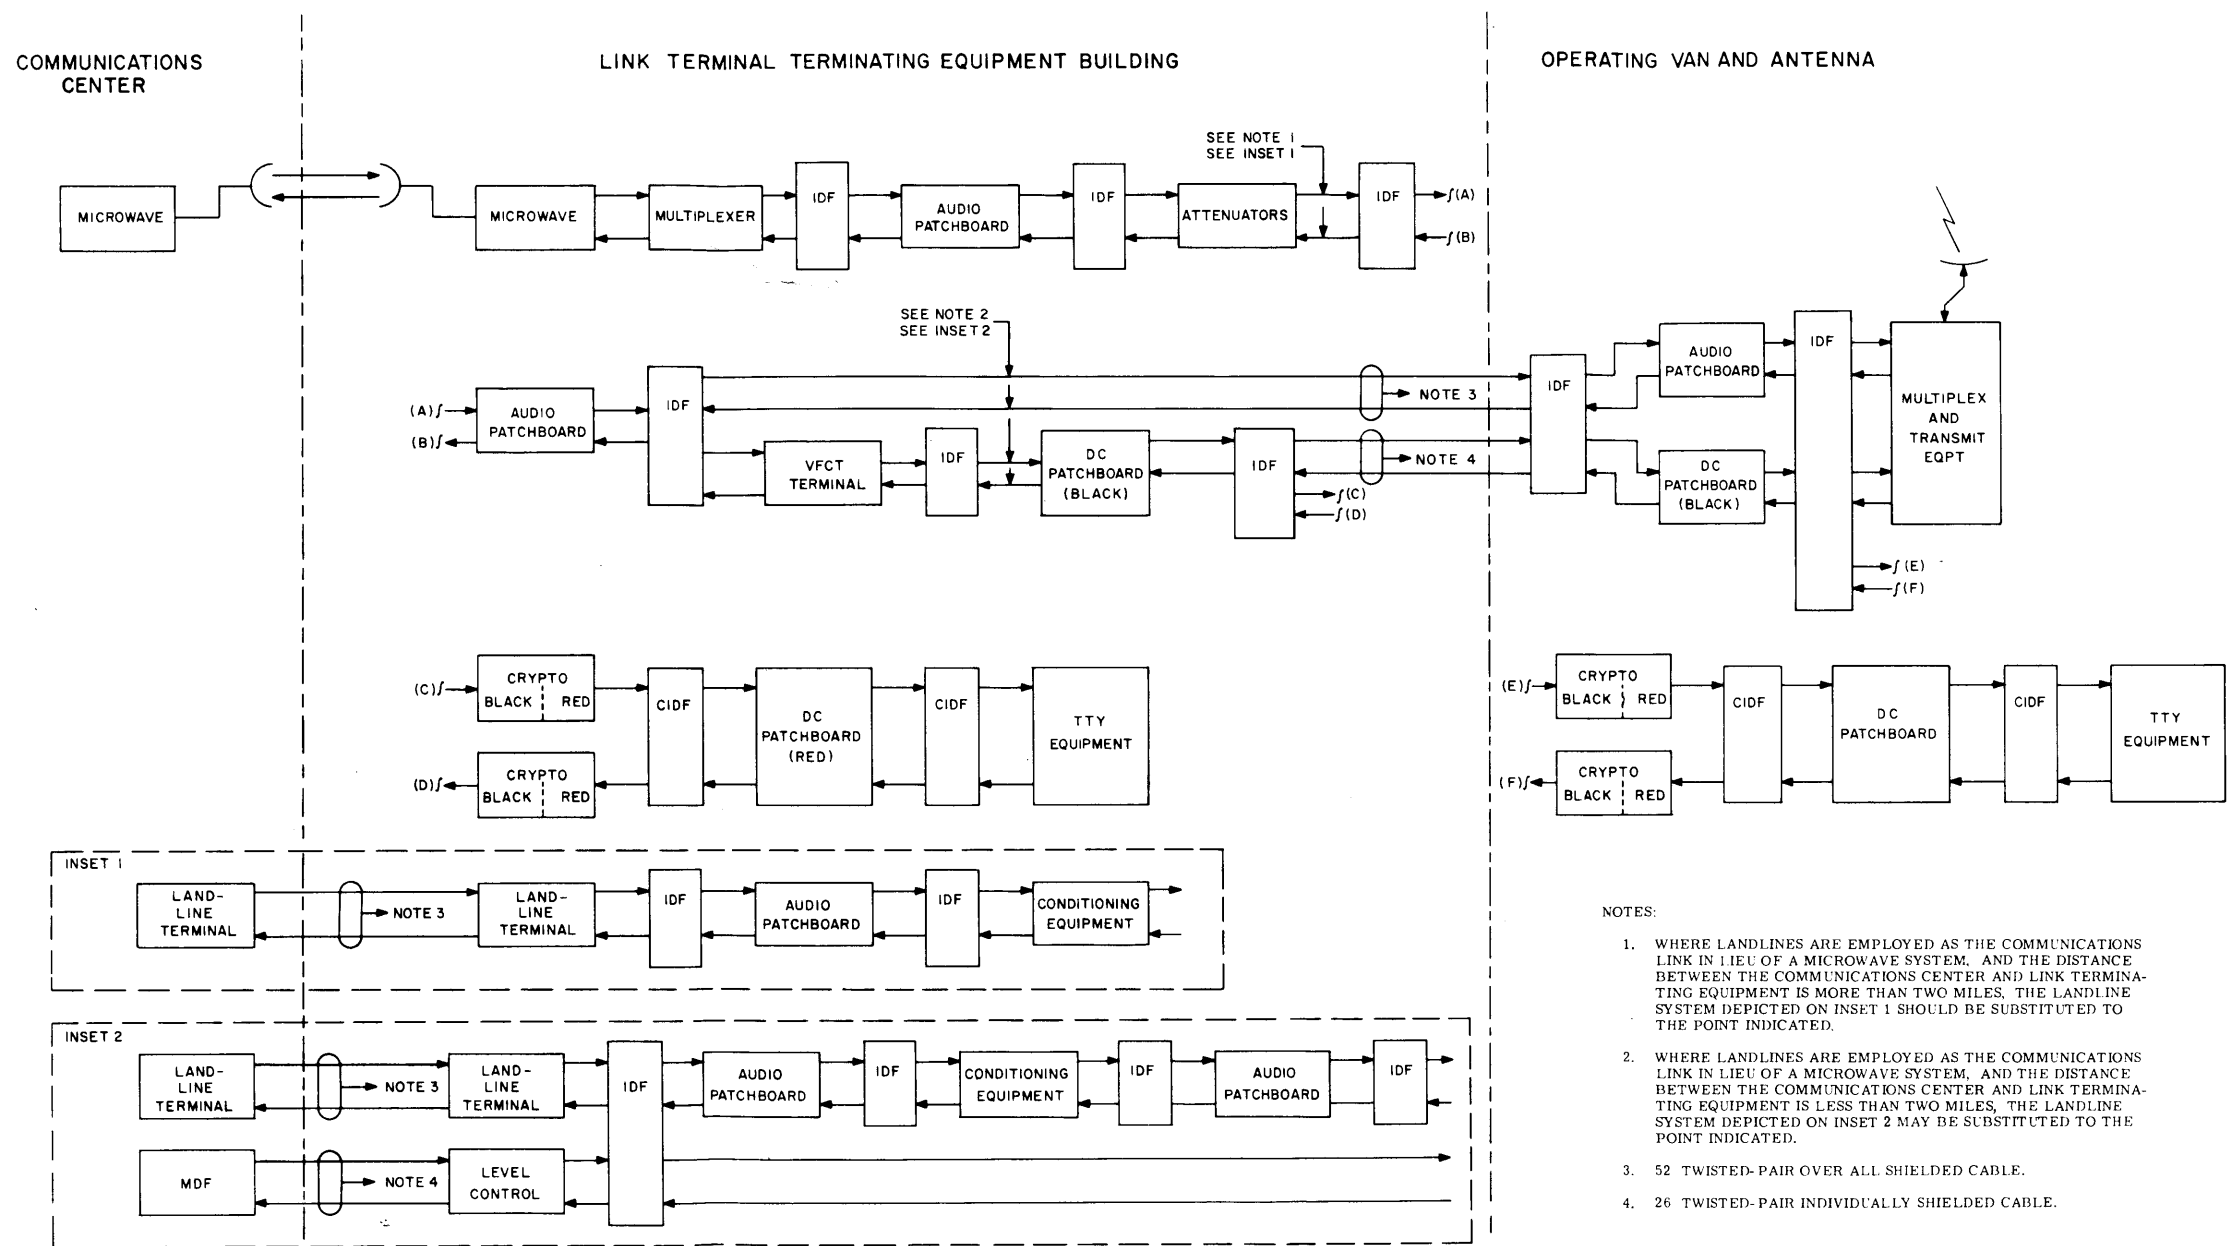 COMMUNICATIONS
CENTER
LINK TERMINAL TERMINATING EQUIPMENT BUILDING
OPERATING VAN AND ANTENNA
SEE NOTE 1
SEE INSET 1
MICROWAVE
MICROWAVE
MULTIPLEXER
IDF
AUDIO
PATCHBOARD
IDF
ATTENUATORS
IDF
∫(A)
∫(B)
SEE NOTE 2
SEE INSET 2
(A)∫
(B)∫
AUDIO
PATCHBOARD
IDF
VFCT
TERMINAL
IDF
DC
PATCHBOARD
(BLACK)
IDF
∫(C)
∫(D)
NOTE 3
NOTE 4
IDF
AUDIO
PATCHBOARD
DC
PATCHBOARD
(BLACK)
IDF
MULTIPLEX
AND
TRANSMIT
EQPT
∫(E)
∫(F)
(C)∫
CRYPTO
BLACK RED
(D)∫
CRYPTO
BLACK RED
CIDF
DC
PATCHBOARD
(RED)
CIDF
TTY
EQUIPMENT
(E)∫
CRYPTO
BLACK RED
(F)∫
CRYPTO
BLACK RED
CIDF
DC
PATCHBOARD
CIDF
TTY
EQUIPMENT
INSET 1
LAND-
LINE
TERMINAL
NOTE 3
LAND-
LINE
TERMINAL
IDF
AUDIO
PATCHBOARD
IDF
CONDITIONING
EQUIPMENT
INSET 2
LAND-
LINE
TERMINAL
NOTE 3
LAND-
LINE
TERMINAL
IDF
AUDIO
PATCHBOARD
IDF
CONDITIONING
EQUIPMENT
IDF
AUDIO
PATCHBOARD
IDF
MDF
NOTE 4
LEVEL
CONTROL
NOTES:
1. WHERE LANDLINES ARE EMPLOYED AS THE COMMUNICATIONS
LINK IN LIEU OF A MICROWAVE SYSTEM, AND THE DISTANCE
BETWEEN THE COMMUNICATIONS CENTER AND LINK TERMINA-
TING EQUIPMENT IS MORE THAN TWO MILES, THE LANDLINE
SYSTEM DEPICTED ON INSET 1 SHOULD BE SUBSTITUTED TO
THE POINT INDICATED.
2. WHERE LANDLINES ARE EMPLOYED AS THE COMMUNICATIONS
LINK IN LIEU OF A MICROWAVE SYSTEM, AND THE DISTANCE
BETWEEN THE COMMUNICATIONS CENTER AND LINK TERMINA-
TING EQUIPMENT IS LESS THAN TWO MILES, THE LANDLINE
SYSTEM DEPICTED ON INSET 2 MAY BE SUBSTITUTED TO THE
POINT INDICATED.
3. 52 TWISTED-PAIR OVER ALL SHIELDED CABLE.
4. 26 TWISTED-PAIR INDIVIDUALLY SHIELDED CABLE.